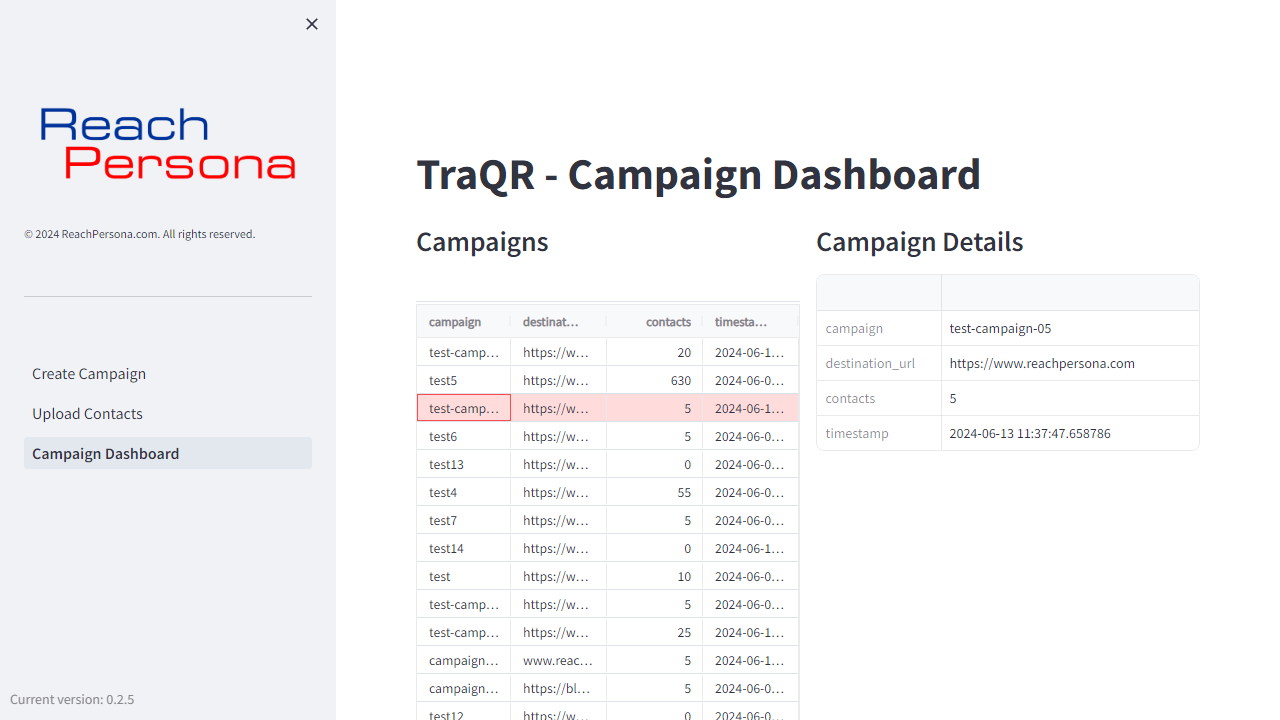 Reach
Persona
© 2024 ReachPersona.com. All rights reserved.
Create Campaign
Upload Contacts
Campaign Dashboard
Current version: 0.2.5
TraQR - Campaign Dashboard
Campaigns
campaign destinat… contacts timesta…
test-camp… https://w… 20 2024-06-1…
test5 https://w… 630 2024-06-0…
test-camp… https://w… 5 2024-06-1…
test6 https://w… 5 2024-06-0…
test13 https://w… 0 2024-06-1…
test4 https://w… 55 2024-06-0…
test7 https://w… 5 2024-06-0…
test14 https://w… 0 2024-06-1…
test https://w… 10 2024-06-0…
test-camp… https://w… 5 2024-06-0…
test-camp… https://w… 25 2024-06-1…
campaign… www.reac… 5 2024-06-1…
campaign… https://bl… 5 2024-06-0…
test12 https://w… 0 2024-06-0…
Campaign Details
campaign test-campaign-05
destination_url https://www.reachpersona.com
contacts 5
timestamp 2024-06-13 11:37:47.658786